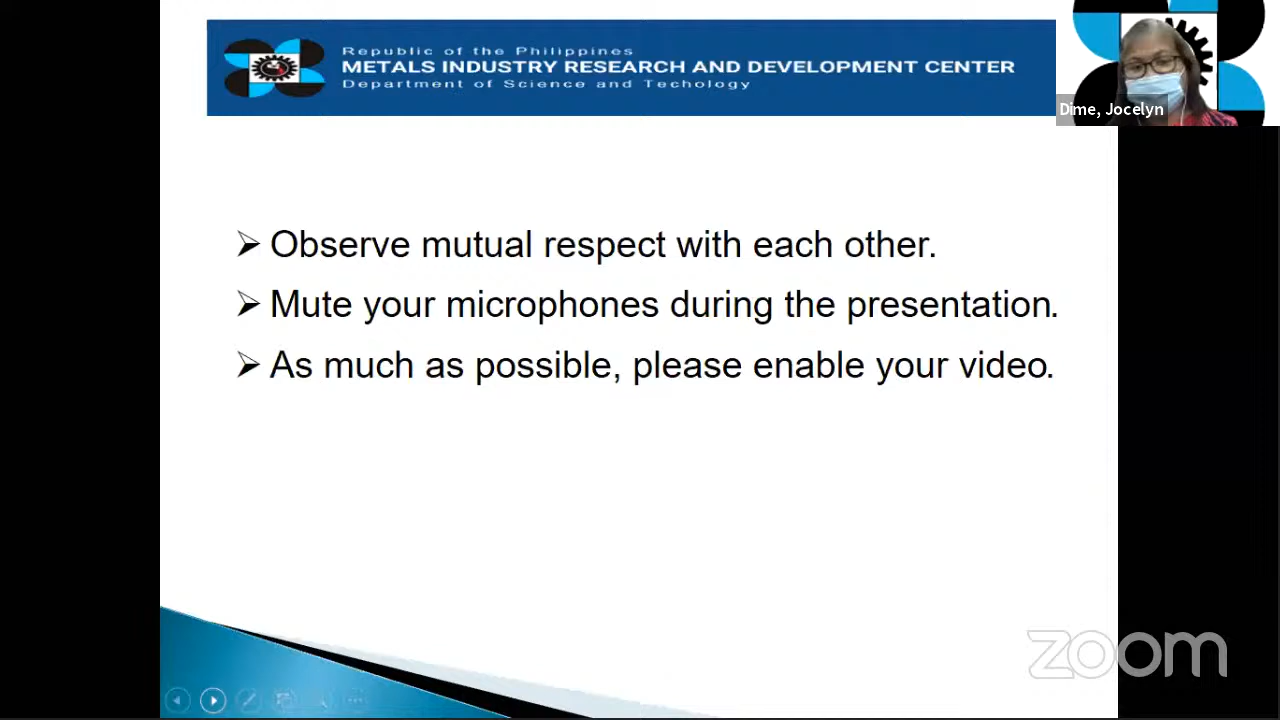 Republic of the Philippines
METALS INDUSTRY RESEARCH AND DEVELOPMENT CENTER
Department of Science and Techology
Dime, Jocelyn
➢ Observe mutual respect with each other.
➢ Mute your microphones during the presentation.
➢ As much as possible, please enable your video.
zoom